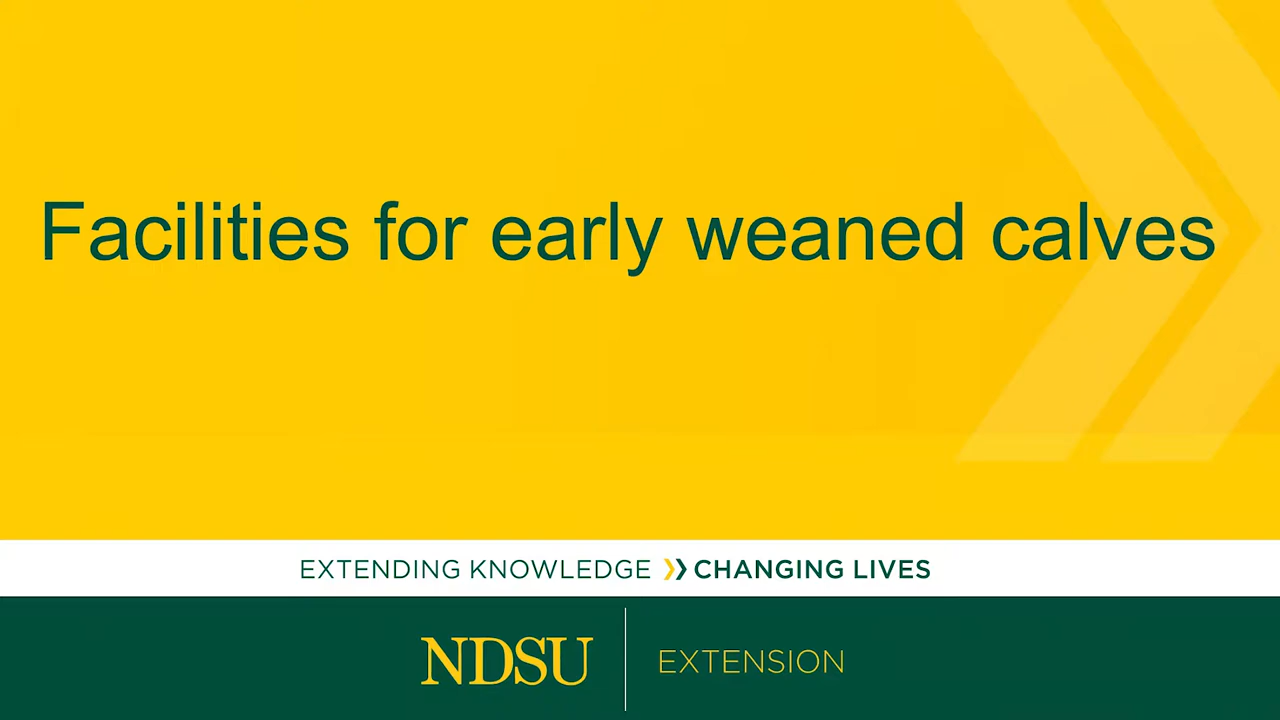 Facilities for early weaned calves
EXTENDING KNOWLEDGE CHANGING LIVES
NDSU EXTENSION